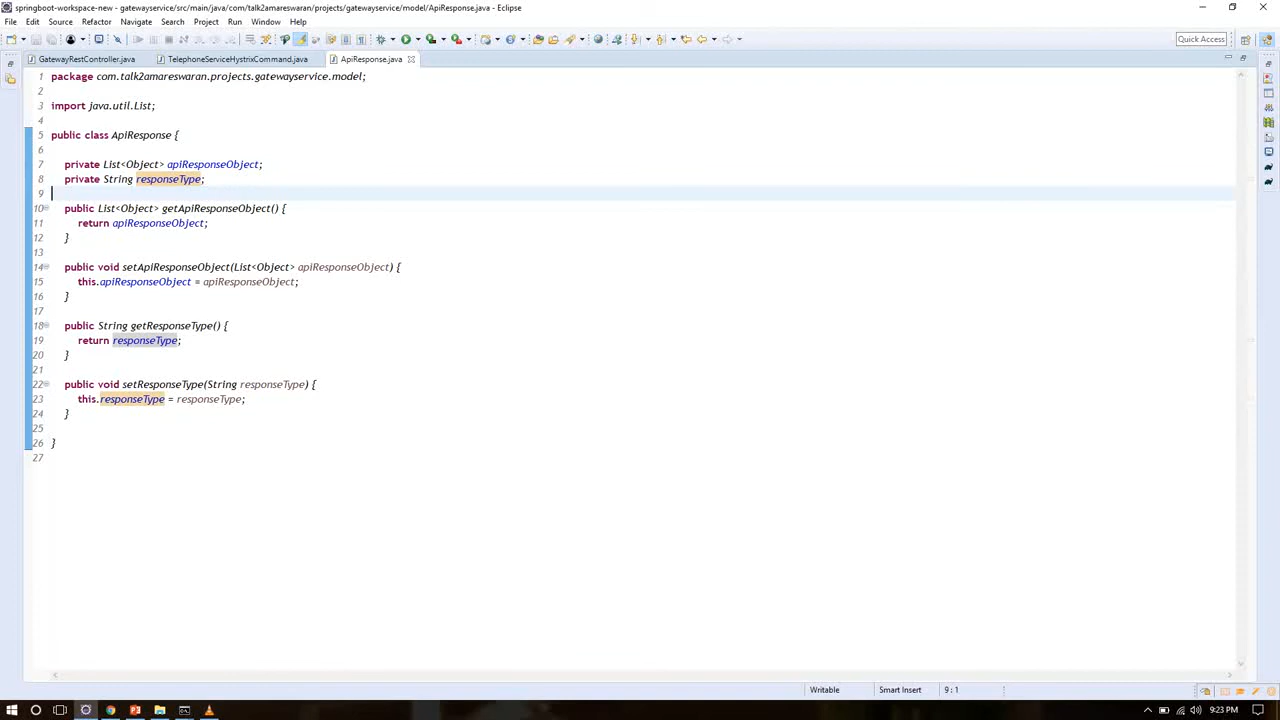 springboot-workspace-new - gatewayservice/src/main/java/com/talk2amareswaran/projects/gatewayservice/model/ApiResponse.java - Eclipse
File Edit Source Refactor Navigate Search Project Run Window Help
Quick Access
GatewayRestController.java TelephoneServiceHystrixCommand.java ApiResponse.java
1 package com.talk2amareswaran.projects.gatewayservice.model;
2
3 import java.util.List;
4
5 public class ApiResponse {
6
7 private List<Object> apiResponseObject;
8 private String responseType;
9
10 public List<Object> getApiResponseObject() {
11 return apiResponseObject;
12 }
13
14 public void setApiResponseObject(List<Object> apiResponseObject) {
15 this.apiResponseObject = apiResponseObject;
16 }
17
18 public String getResponseType() {
19 return responseType;
20 }
21
22 public void setResponseType(String responseType) {
23 this.responseType = responseType;
24 }
25
26 }
27
Writable Smart Insert 9 : 1
9:23 PM